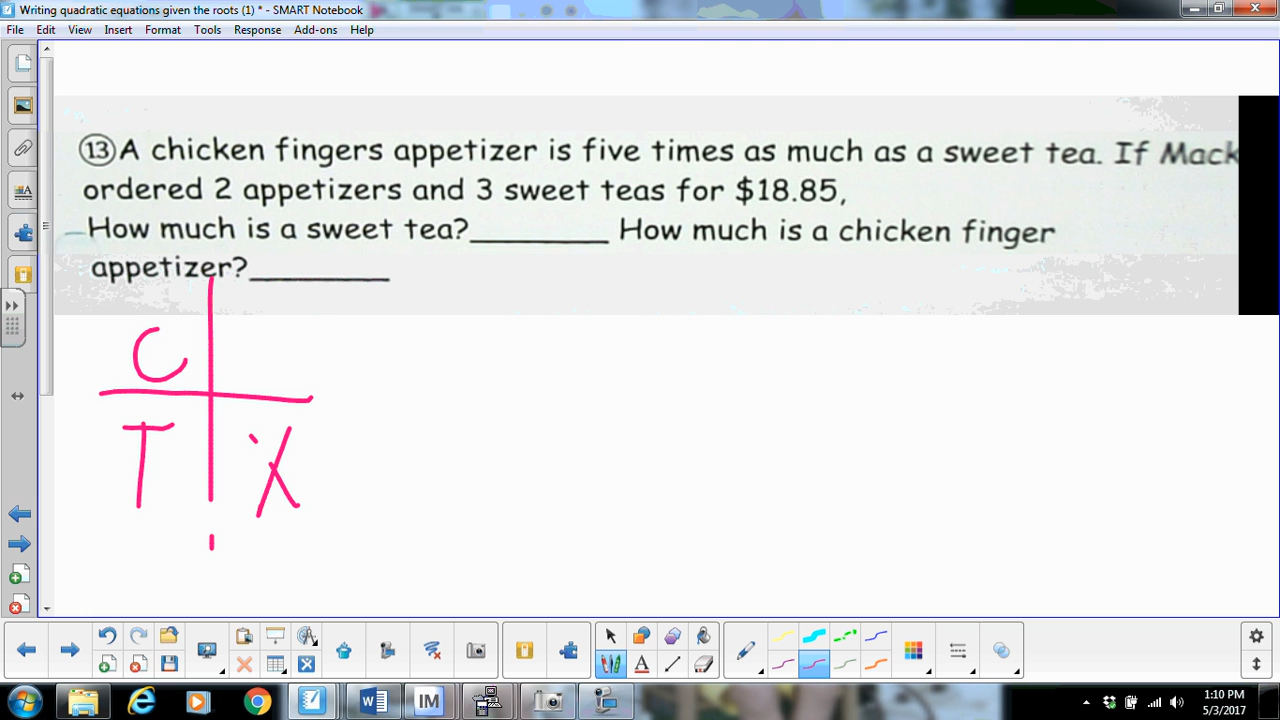 Writing quadratic equations given the roots (1) * - SMART Notebook
File Edit View Insert Format Tools Response Add-ons Help
13 A chicken fingers appetizer is five times as much as a sweet tea. If Mack
ordered 2 appetizers and 3 sweet teas for $18.85,
How much is a sweet tea?________ How much is a chicken finger
appetizer?________
C
T X
A
W IM
1:10 PM
5/3/2017